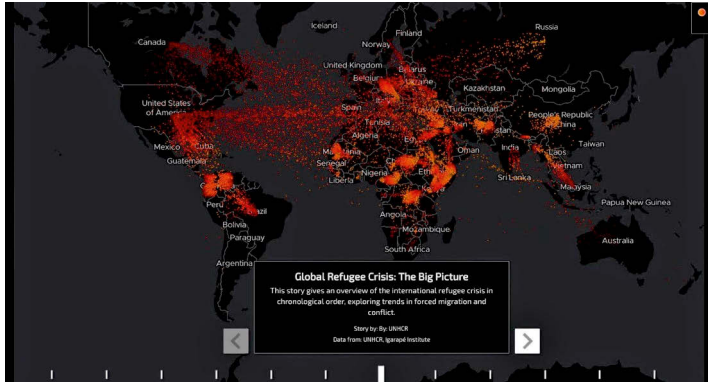 Iceland
Russia
Finland
Canada
Norway
United Kingdom
Belarus
Belgium
Ukraine
Kazakhstan
Mongolia
United States
of America
Spain
Turkmenistan
People's Republic
China
Tunisia
Algeria
Taiwan
Mexico
Cuba
Oman
India
Laos
Guatemala
Senegal
Vietnam
Liberia
Nigeria
Sri Lanka
Malaysia
Peru
Brazil
Papua New Guinea
Bolivia
Angola
Mozambique
Paraguay
Australia
South Africa
Argentina
Global Refugee Crisis: The Big Picture
This story gives an overview of the international refugee crisis in
chronological order, exploring trends in forced migration and
conflict.
Story by: By: UNHCR
Data from: UNHCR, Igarapé Institute